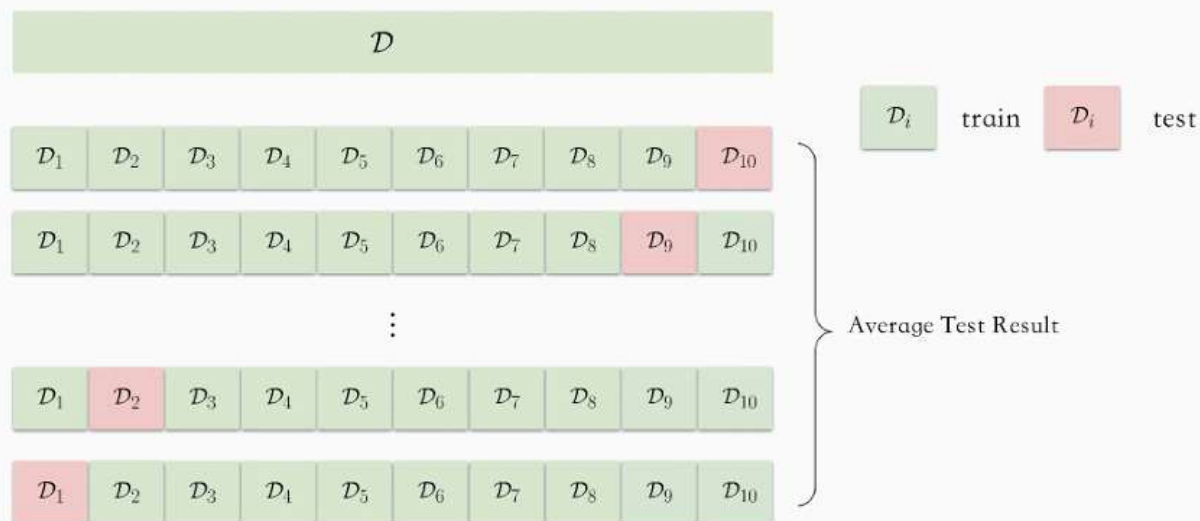 𝒟
𝒟₁ 𝒟₂ 𝒟₃ 𝒟₄ 𝒟₅ 𝒟₆ 𝒟₇ 𝒟₈ 𝒟₉ 𝒟₁₀
𝒟₁ 𝒟₂ 𝒟₃ 𝒟₄ 𝒟₅ 𝒟₆ 𝒟₇ 𝒟₈ 𝒟₉ 𝒟₁₀
⋮
𝒟₁ 𝒟₂ 𝒟₃ 𝒟₄ 𝒟₅ 𝒟₆ 𝒟₇ 𝒟₈ 𝒟₉ 𝒟₁₀
𝒟₁ 𝒟₂ 𝒟₃ 𝒟₄ 𝒟₅ 𝒟₆ 𝒟₇ 𝒟₈ 𝒟₉ 𝒟₁₀
𝒟ᵢ train 𝒟ᵢ test
Average Test Result